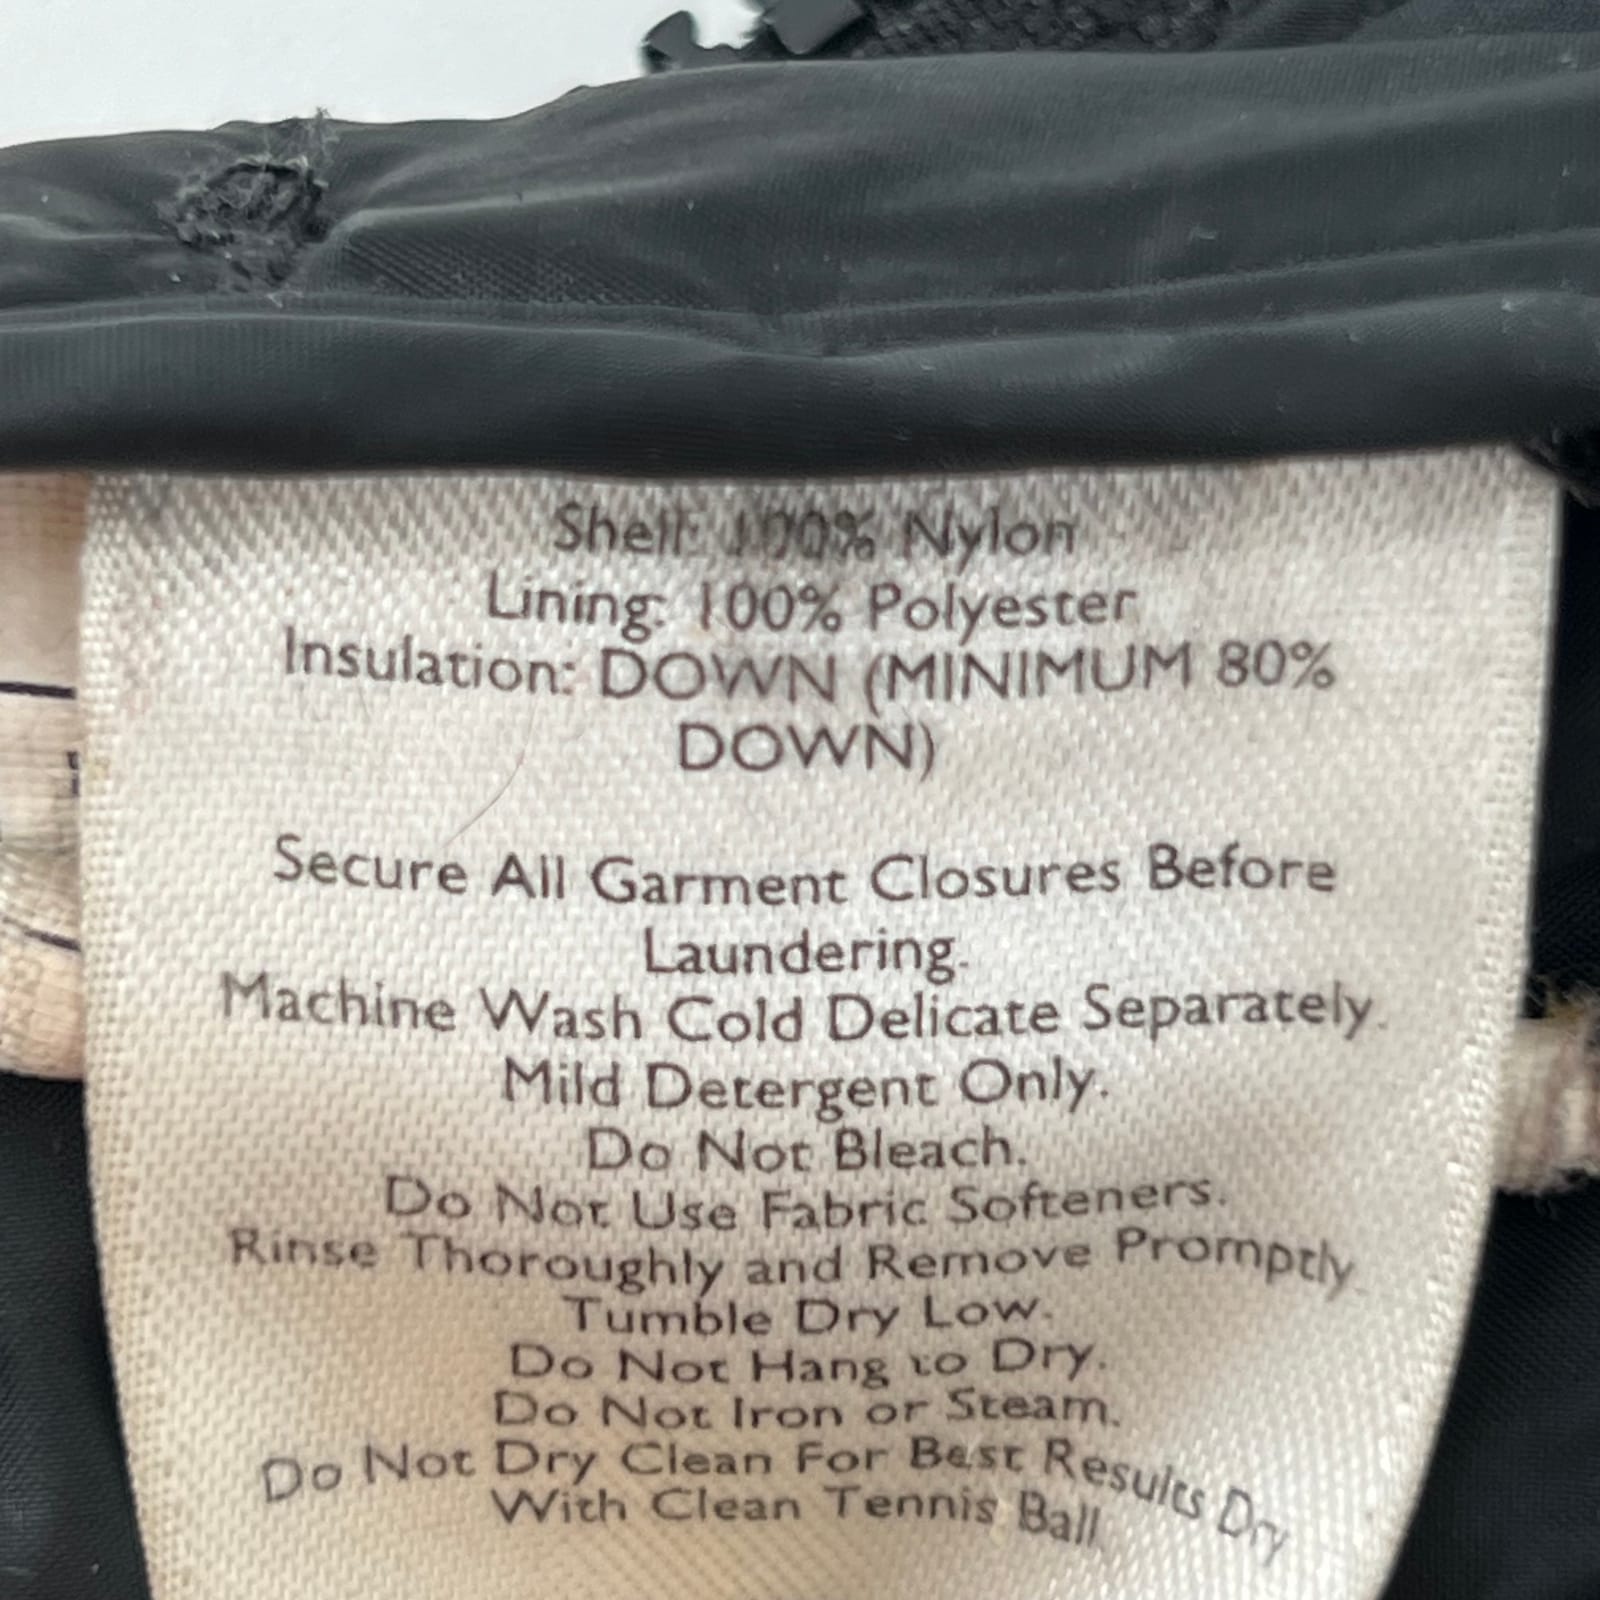 Shell: 100% Nylon
Lining: 100% Polyester
Insulation: DOWN (MINIMUM 80%
DOWN)
Secure All Garment Closures Before
Laundering.
Machine Wash Cold Delicate Separately.
Mild Detergent Only.
Do Not Bleach.
Do Not Use Fabric Softeners.
Rinse Thoroughly and Remove Promptly.
Tumble Dry Low.
Do Not Hang to Dry.
Do Not Iron or Steam.
Do Not Dry Clean For Best Results Dry
With Clean Tennis Ball.